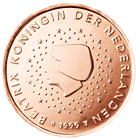 BEATRIX KONINGIN DER NEDERLANDEN
1999